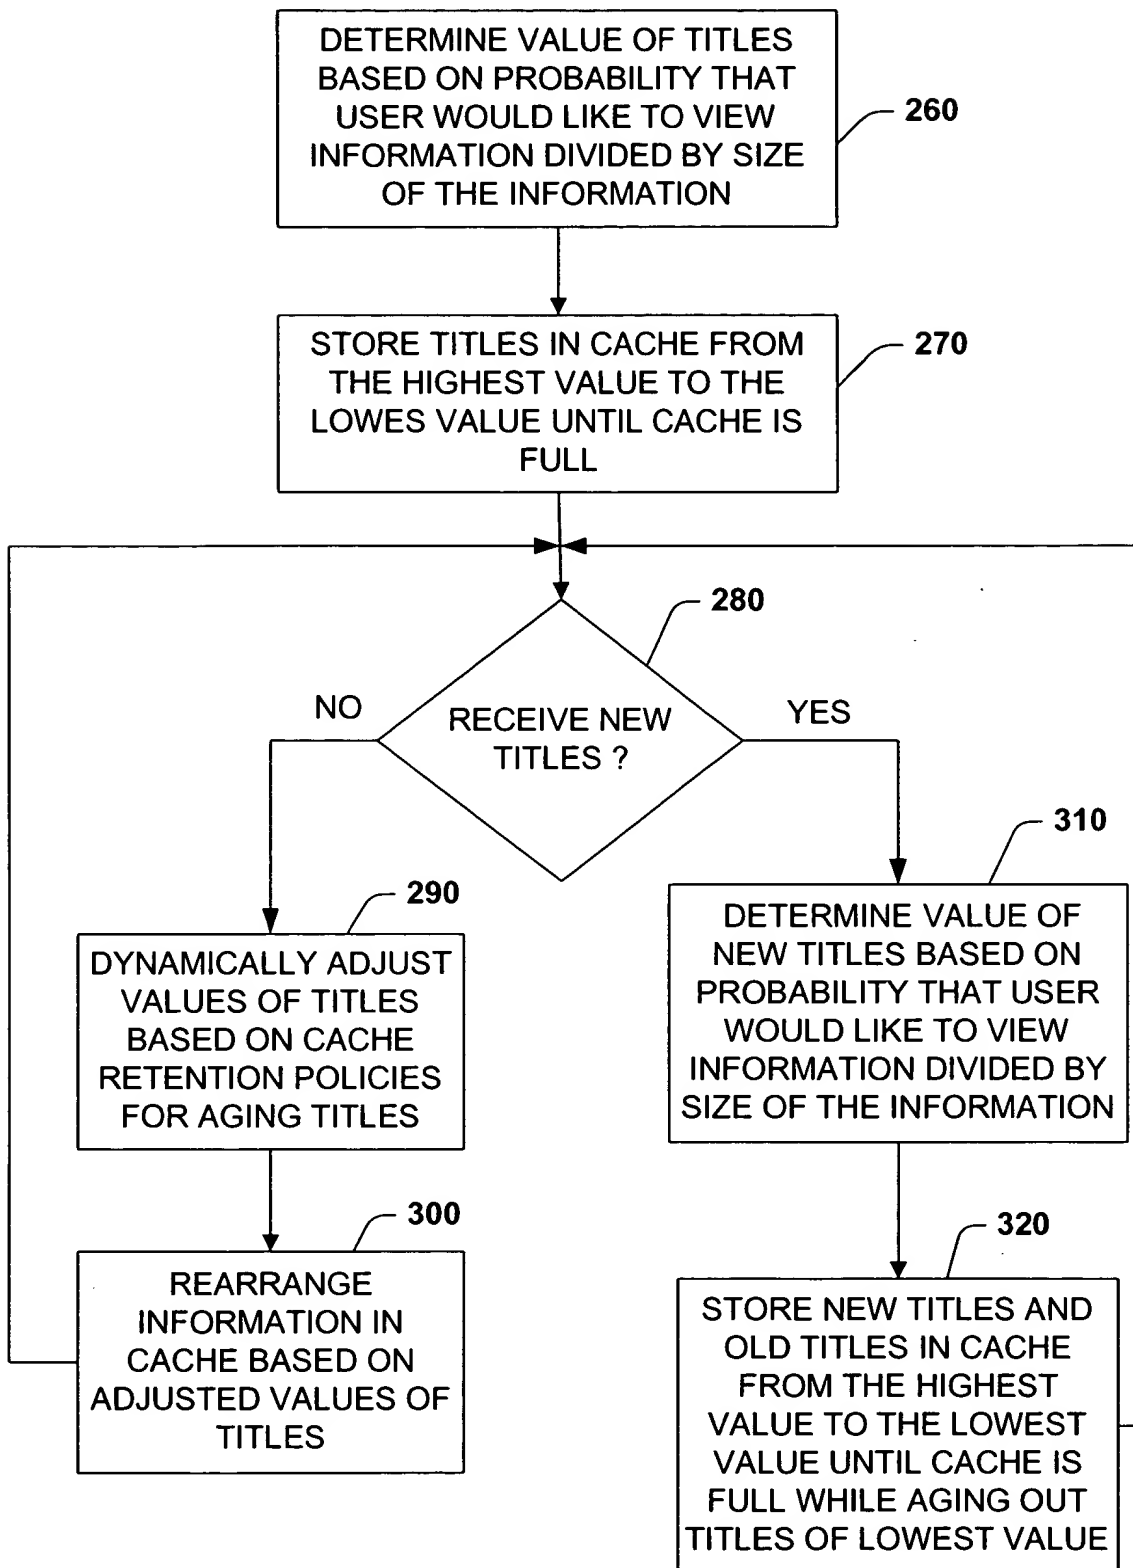 DETERMINE VALUE OF TITLES
BASED ON PROBABILITY THAT
USER WOULD LIKE TO VIEW
INFORMATION DIVIDED BY SIZE
OF THE INFORMATION
260
STORE TITLES IN CACHE FROM
THE HIGHEST VALUE TO THE
LOWES VALUE UNTIL CACHE IS
FULL
270
280
RECEIVE NEW
TITLES ?
NO
YES
290
DYNAMICALLY ADJUST
VALUES OF TITLES
BASED ON CACHE
RETENTION POLICIES
FOR AGING TITLES
300
REARRANGE
INFORMATION IN
CACHE BASED ON
ADJUSTED VALUES OF
TITLES
310
DETERMINE VALUE OF
NEW TITLES BASED ON
PROBABILITY THAT USER
WOULD LIKE TO VIEW
INFORMATION DIVIDED BY
SIZE OF THE INFORMATION
320
STORE NEW TITLES AND
OLD TITLES IN CACHE
FROM THE HIGHEST
VALUE TO THE LOWEST
VALUE UNTIL CACHE IS
FULL WHILE AGING OUT
TITLES OF LOWEST VALUE